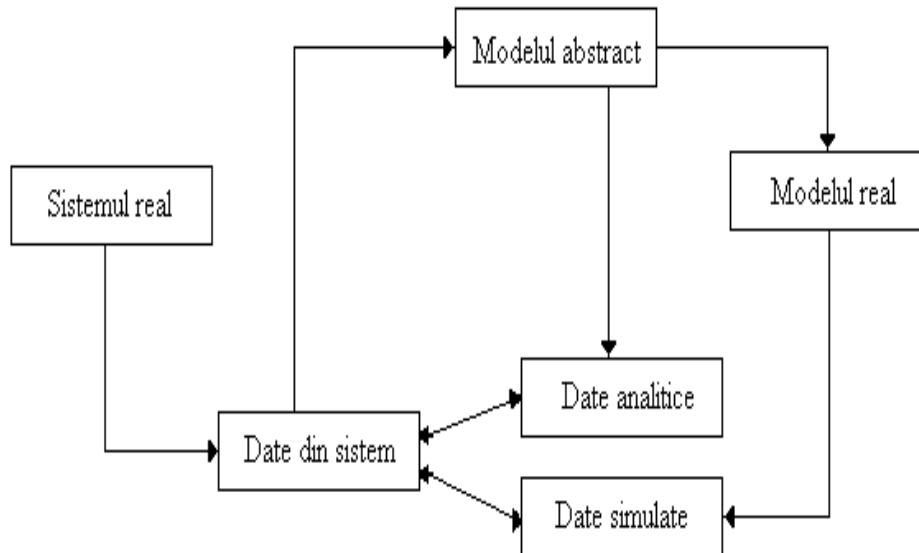 Modelul abstract
Sistemul real
Modelul real
Date analitice
Date din sistem
Date simulate